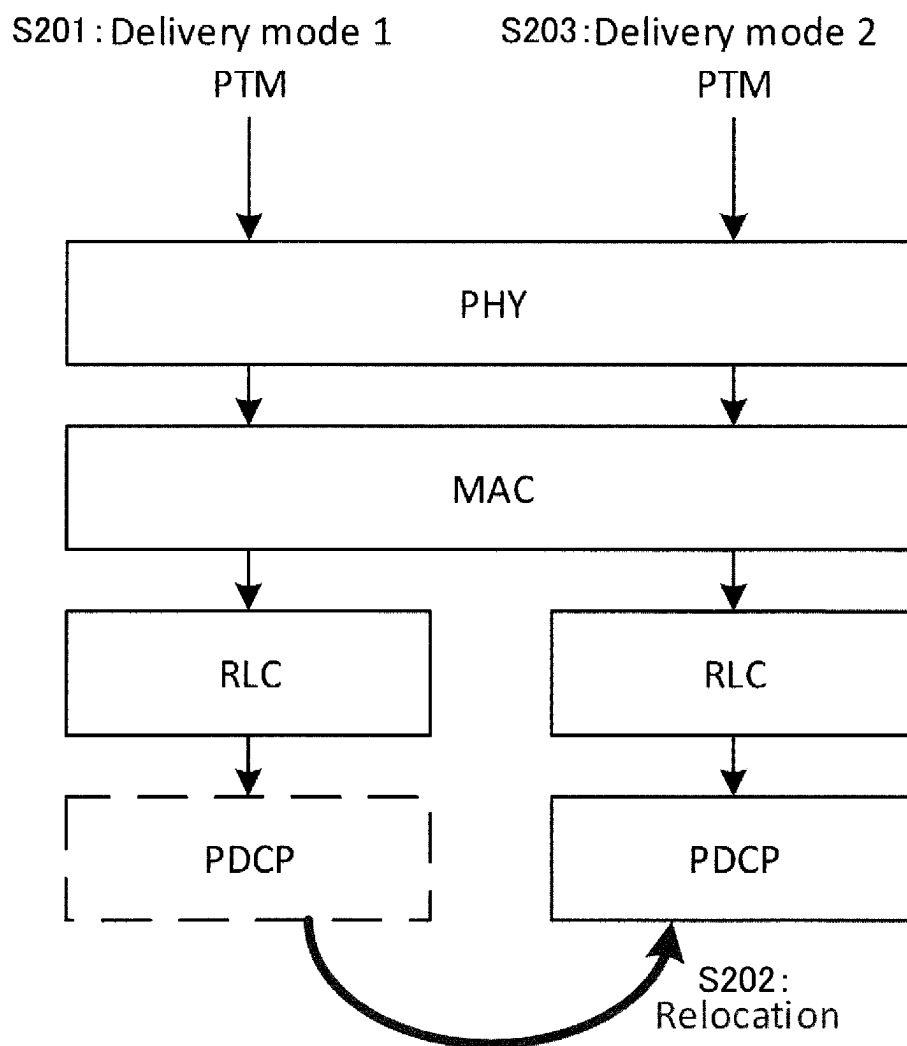 S201: Delivery mode 1
PTM
S203: Delivery mode 2
PTM
PHY
MAC
RLC
RLC
PDCP
PDCP
S202:
Relocation